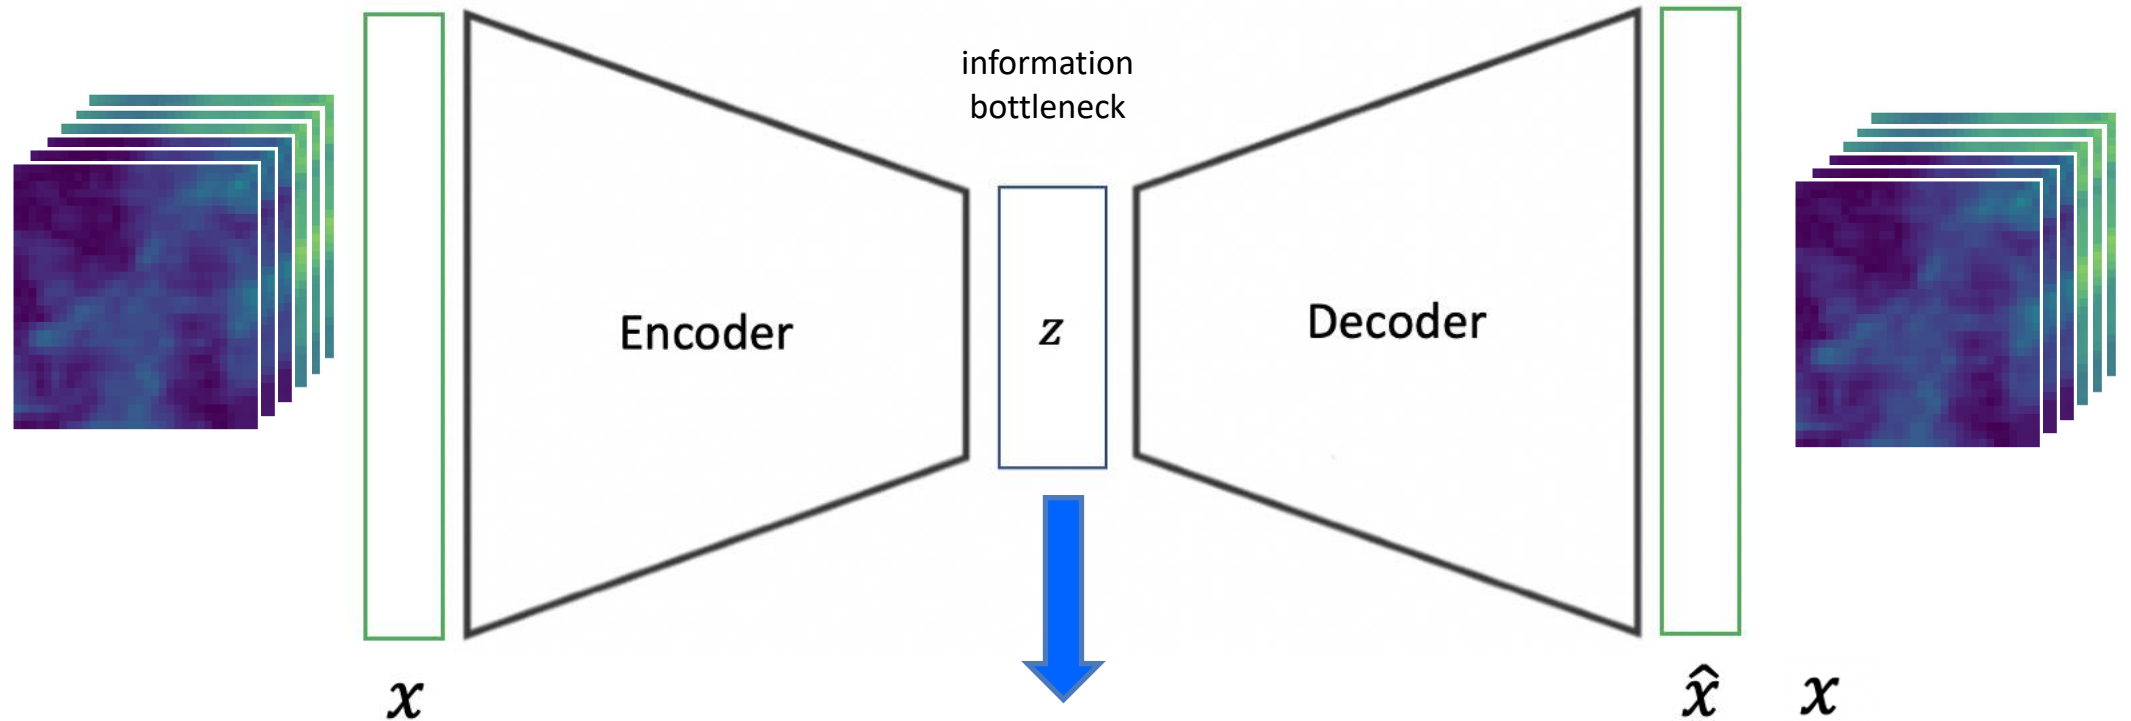 information
bottleneck
Encoder
z
Decoder
x
x̂
x